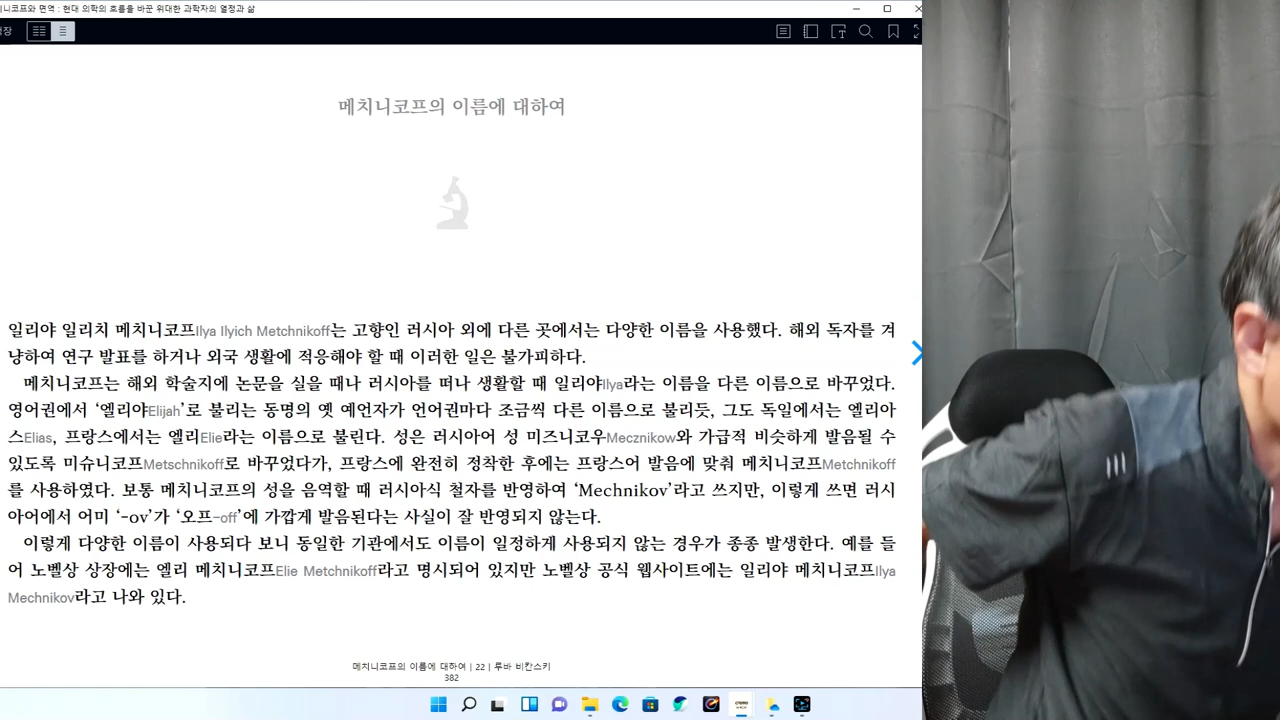 니코프와 면역 : 현대 의학의 흐름을 바꾼 위대한 과학자의 열정과 삶
메치니코프의 이름에 대하여
일리야 일리치 메치니코프Ilya Ilyich Metchnikoff는 고향인 러시아 외에 다른 곳에서는 다양한 이름을 사용했다. 해외 독자를 겨
냥하여 연구 발표를 하거나 외국 생활에 적응해야 할 때 이러한 일은 불가피하다.
메치니코프는 해외 학술지에 논문을 실을 때나 러시아를 떠나 생활할 때 일리야Ilya라는 이름을 다른 이름으로 바꾸었다.
영어권에서 ‘엘리야Elijah’로 불리는 동명의 옛 예언자가 언어권마다 조금씩 다른 이름으로 불리듯, 그도 독일에서는 엘리아
스Elias, 프랑스에서는 엘리Elie라는 이름으로 불린다. 성은 러시아어 성 미즈니코우Mecznikow와 가급적 비슷하게 발음될 수
있도록 미슈니코프Metschnikoff로 바꾸었다가, 프랑스에 완전히 정착한 후에는 프랑스어 발음에 맞춰 메치니코프Metchnikoff
를 사용하였다. 보통 메치니코프의 성을 음역할 때 러시아식 철자를 반영하여 ‘Mechnikov’라고 쓰지만, 이렇게 쓰면 러시
아어에서 어미 ‘-ov’가 ‘오프-off’에 가깝게 발음된다는 사실이 잘 반영되지 않는다.
이렇게 다양한 이름이 사용되다 보니 동일한 기관에서도 이름이 일정하게 사용되지 않는 경우가 종종 발생한다. 예를 들
어 노벨상 상장에는 엘리 메치니코프Elie Metchnikoff라고 명시되어 있지만 노벨상 공식 웹사이트에는 일리야 메치니코프Ilya
Mechnikov라고 나와 있다.
메치니코프의 이름에 대하여 | 22 | 루바 비칸스키
382